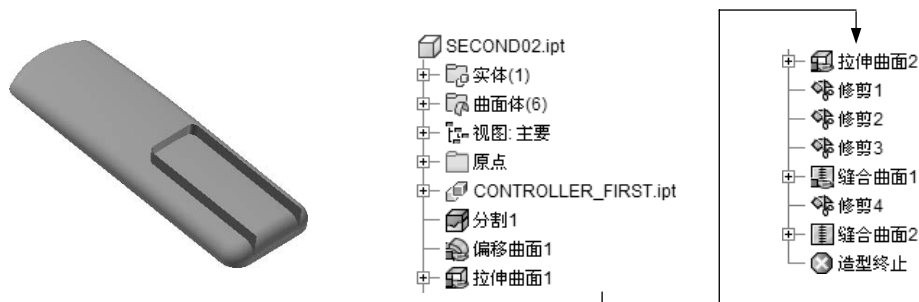 SECOND02.ipt
实体(1)
曲面体(6)
视图: 主要
原点
CONTROLLER_FIRST.ipt
分割1
偏移曲面1
拉伸曲面1
拉伸曲面2
修剪1
修剪2
修剪3
缝合曲面1
修剪4
缝合曲面2
造型终止